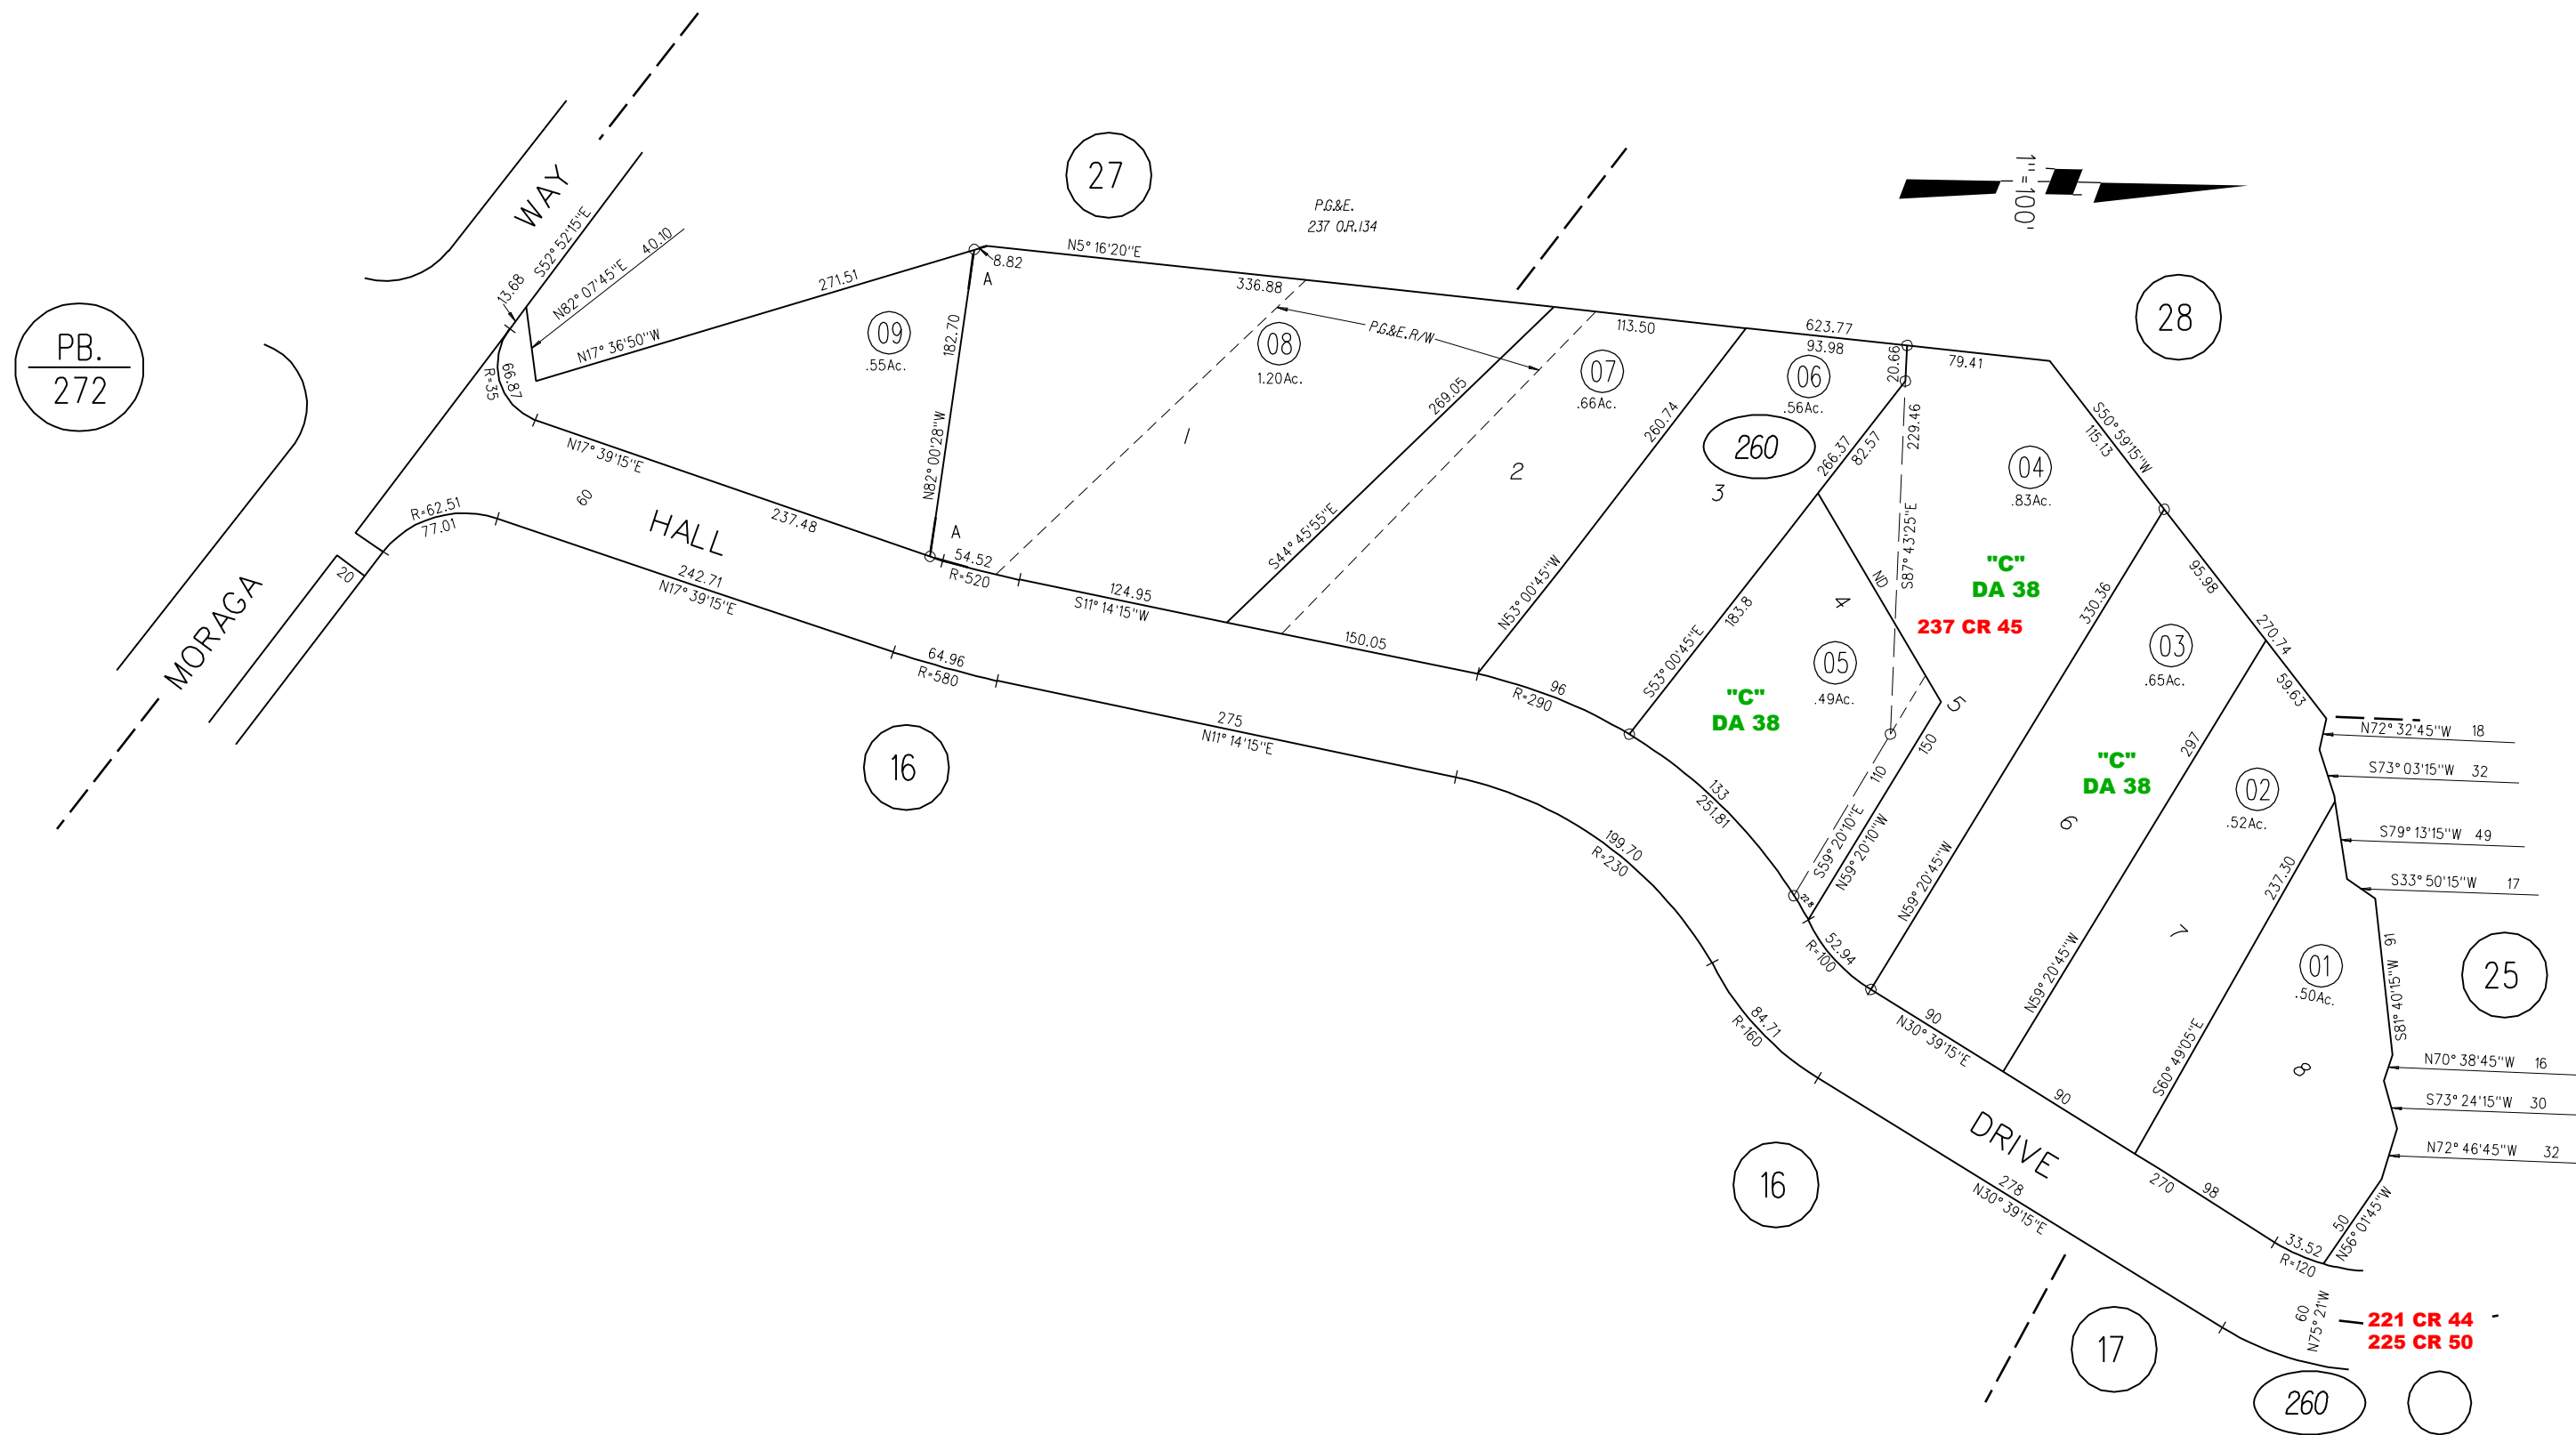 PB.
272
MORAGA
WAY
HALL
DRIVE
27
P.G.&E.
237 O.R.134
1"=100'
28
25
16
16
17
260
260
13.68
S52°52'15"E
N82°07'45"E 40.10
R=35
66.87
N17°36'50"W
271.51
8.82
A
A
182.70
N82°00'28"W
09
.55Ac.
N17°39'15"E
237.48
60
20
R=62.51
77.01
242.71
N17°39'15"E
64.96
R=580
275
N11°14'15"E
199.70
R=230
84.71
R=160
278
N30°39'15"E
N5°16'20"E
336.88
08
1.20Ac.
1
P.G.&E.R/W
54.52
R=520
124.95
S11°14'15"W
269.05
S44°45'55"E
113.50
07
.66Ac.
2
150.05
260.74
N53°00'45"W
623.77
93.98
06
.56Ac.
3
96
R=290
20.66
79.41
266.37
82.57
183.8
S53°00'45"E
229.46
S87°43'25"E
04
.83Ac.
"C"
DA 38
237 CR 45
ND
4
05
.49Ac.
"C"
DA 38
5
150
110
S59°20'10"E
N59°20'10"W
133
251.81
22.8
52.94
R=100
S50°59'15"W
115.13
95.98
270.74
59.63
330.36
N59°20'45"W
03
.65Ac.
"C"
DA 38
6
297
N59°20'45"W
02
.52Ac.
7
237.30
S60°49'05"E
01
.50Ac.
8
90
N30°39'15"E
90
270
98
33.52
R=120
50
N56°01'45"W
N72°32'45"W 18
S73°03'15"W 32
S79°13'15"W 49
S33°50'15"W 17
S81°40'15"W 91
N70°38'45"W 16
S73°24'15"W 30
N72°46'45"W 32
60
N75°21'W
221 CR 44
225 CR 50